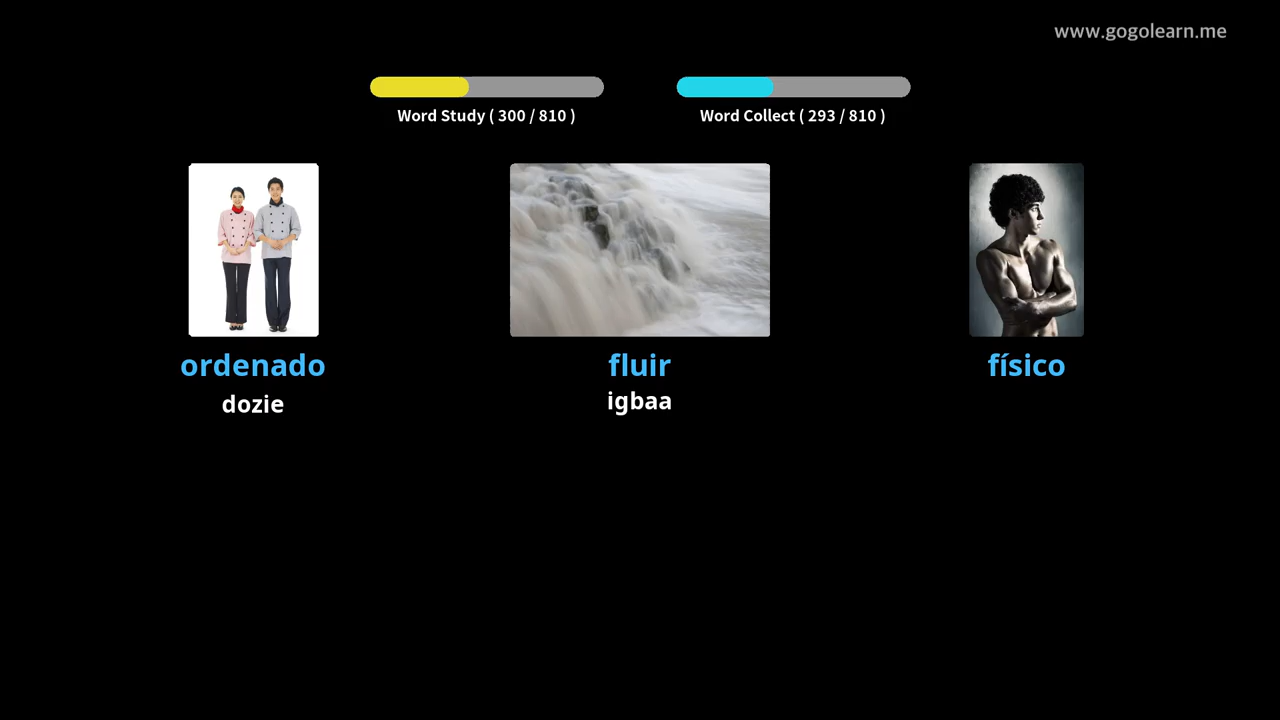 www.gogolearn.me
Word Study ( 300 / 810 )
Word Collect ( 293 / 810 )
ordenado
dozie
fluir
igbaa
físico